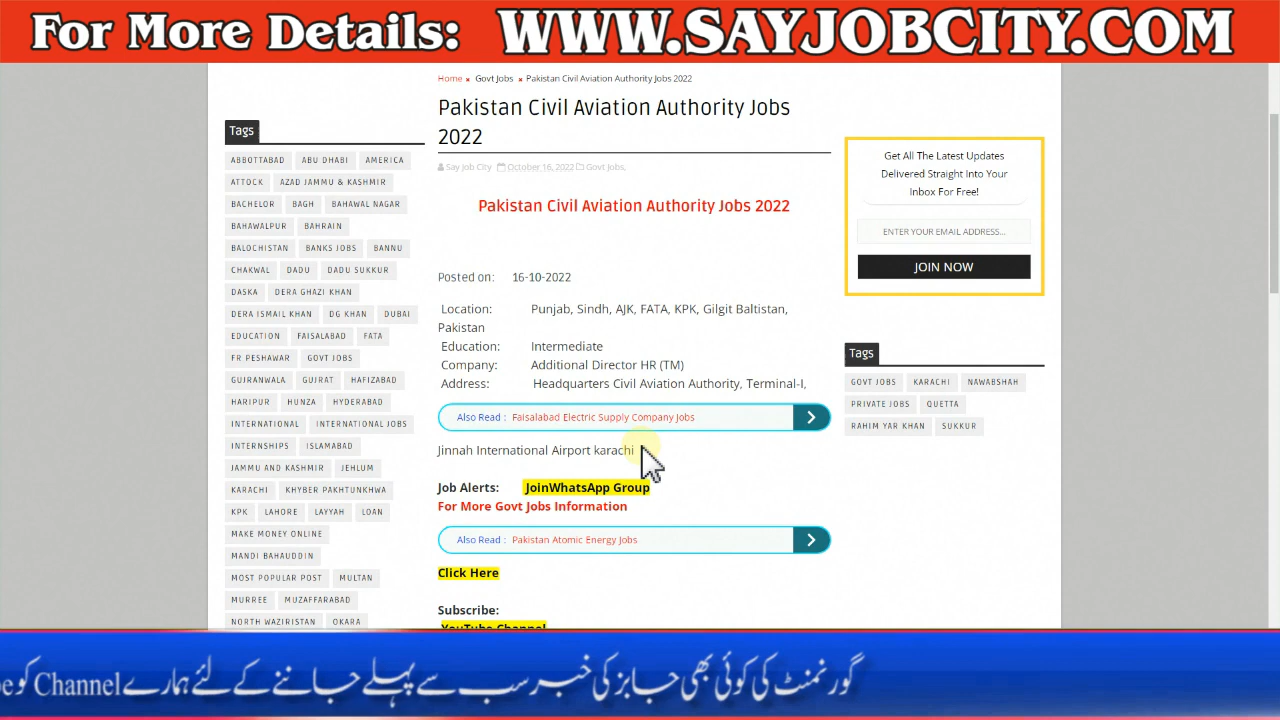 For More Details: WWW.SAYJOBCITY.COM
Home × Govt Jobs × Pakistan Civil Aviation Authority Jobs 2022
Pakistan Civil Aviation Authority Jobs
2022
Say Job City October 16, 2022 Govt Jobs,
Pakistan Civil Aviation Authority Jobs 2022
Posted on: 16-10-2022
Location: Punjab, Sindh, AJK, FATA, KPK, Gilgit Baltistan,
Pakistan
Education: Intermediate
Company: Additional Director HR (TM)
Address: Headquarters Civil Aviation Authority, Terminal-I,
Also Read : Faisalabad Electric Supply Company Jobs
Jinnah International Airport karachi
Job Alerts: JoinWhatsApp Group
For More Govt Jobs Information
Also Read : Pakistan Atomic Energy Jobs
Click Here
Subscribe:
YouTube Channel
Tags
ABBOTTABAD ABU DHABI AMERICA
ATTOCK AZAD JAMMU & KASHMIR
BACHELOR BAGH BAHAWAL NAGAR
BAHAWALPUR BAHRAIN
BALOCHISTAN BANKS JOBS BANNU
CHAKWAL DADU DADU SUKKUR
DASKA DERA GHAZI KHAN
DERA ISMAIL KHAN DG KHAN DUBAI
EDUCATION FAISALABAD FATA
FR PESHAWAR GOVT JOBS
GUJRANWALA GUJRAT HAFIZABAD
HARIPUR HUNZA HYDERABAD
INTERNATIONAL INTERNATIONAL JOBS
INTERNSHIPS ISLAMABAD
JAMMU AND KASHMIR JEHLUM
KARACHI KHYBER PAKHTUNKHWA
KPK LAHORE LAYYAH LOAN
MAKE MONEY ONLINE
MANDI BAHAUDDIN
MOST POPULAR POST MULTAN
MURREE MUZAFFARABAD
NORTH WAZIRISTAN OKARA
Get All The Latest Updates
Delivered Straight Into Your
Inbox For Free!
ENTER YOUR EMAIL ADDRESS...
JOIN NOW
Tags
GOVT JOBS KARACHI NAWABSHAH
PRIVATE JOBS QUETTA
RAHIM YAR KHAN SUKKUR
گورنمنٹ کی کوئی بھی جابز کی خبر سب سے پہلے جاننے کے لئے ہمارے Channel کو